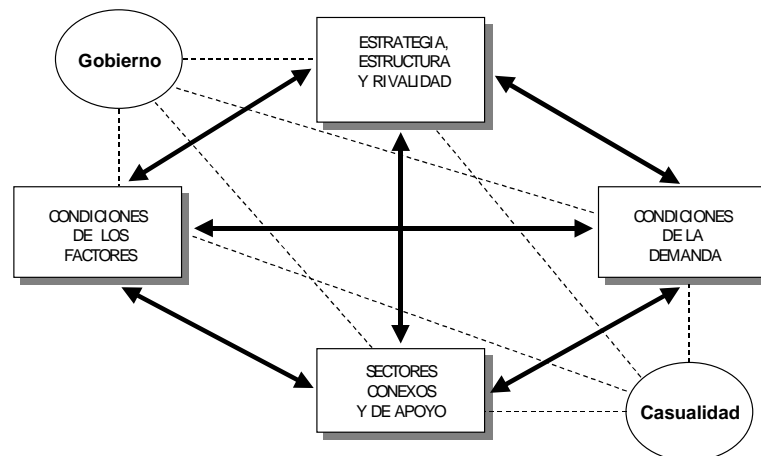 ESTRATEGIA,
ESTRUCTURA
Y RIVALIDAD
Gobierno
CONDICIONES
DE LOS
FACTORES
CONDICIONES
DE LA
DEMANDA
SECTORES
CONEXOS
Y DE APOYO
Casualidad